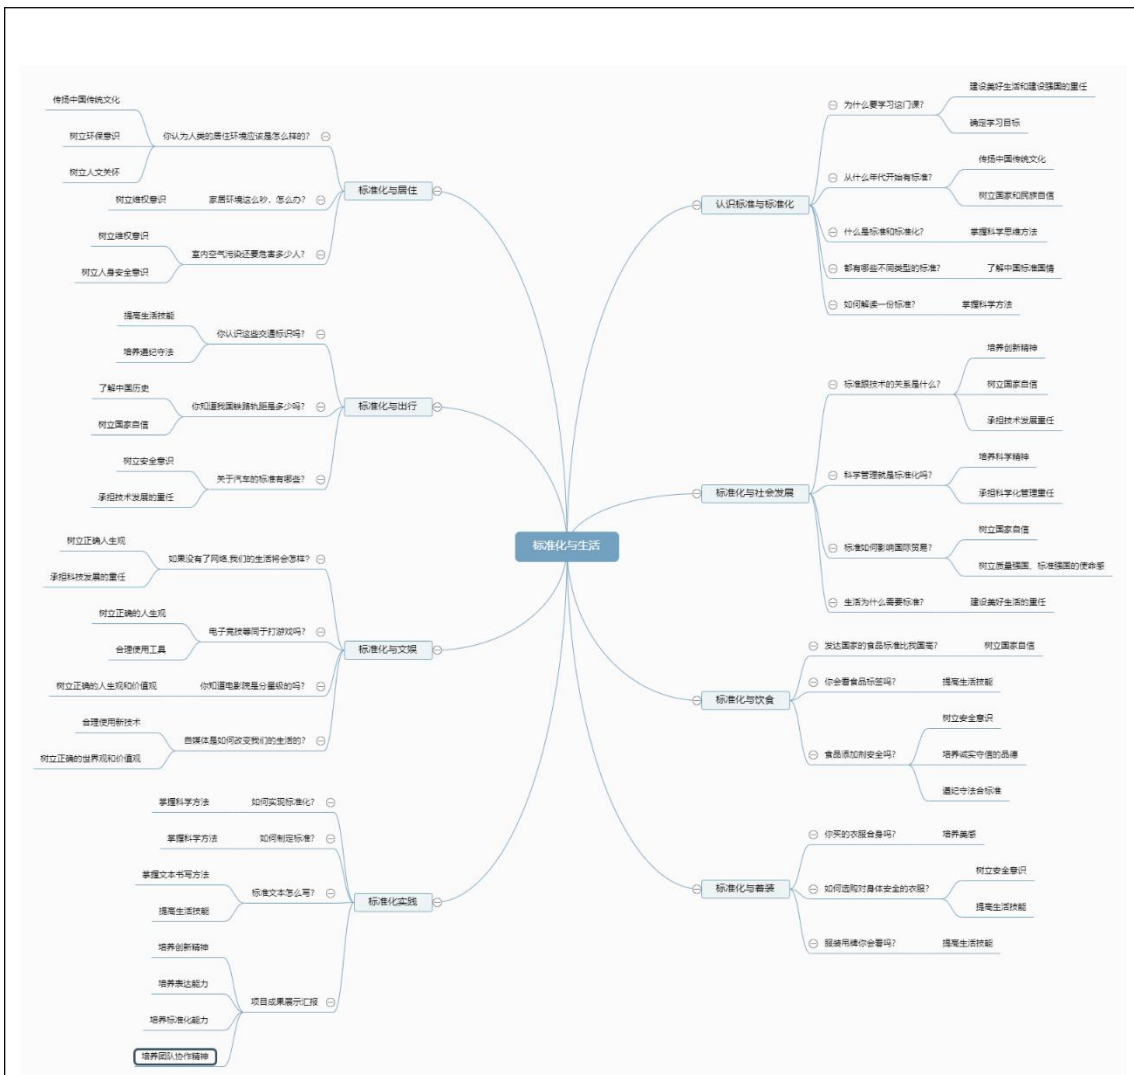 标准化与生活
认识标准与标准化
为什么要学习这门课?
建设美好生活和建设强国的重任
确定学习目标
从什么年代开始有标准?
传扬中国传统文化
树立国家和民族自信
什么是标准和标准化?
掌握科学思维方法
都有哪些不同类型的标准?
了解中国标准国情
如何解读一份标准?
掌握科学方法
标准化与社会发展
标准跟技术的关系是什么?
培养创新精神
树立国家自信
承担技术发展重任
科学管理就是标准化吗?
培养科学精神
承担科学化管理重任
标准如何影响国际贸易?
树立国家自信
树立质量强国、标准强国的使命感
生活为什么需要标准?
建设美好生活的重任
标准化与饮食
发达国家的食品标准比我国高?
树立国家自信
你会看食品标签吗?
提高生活技能
食品添加剂安全吗?
树立安全意识
培养诚实守信的品德
遵纪守法合标准
标准化与着装
你买的衣服合身吗?
培养美感
如何选购对身体安全的衣服?
树立安全意识
提高生活技能
服装吊牌你会看吗?
提高生活技能
标准化与居住
你认为人类的居住环境应该是怎么样的?
传扬中国传统文化
树立环保意识
树立人文关怀
家居环境这么吵，怎么办?
树立维权意识
室内空气污染还要危害多少人?
树立维权意识
树立人身安全意识
标准化与出行
你认识这些交通标识吗?
提高生活技能
培养遵纪守法
你知道我国铁路轨距是多少吗?
了解中国历史
树立国家自信
关于汽车的标准有哪些?
树立安全意识
承担技术发展的重任
标准化与文娱
如果没有了网络,我们的生活将会怎样?
树立正确人生观
承担科技发展的重任
电子竞技等同于打游戏吗?
树立正确的人生观
合理使用工具
你知道电影院是分星级的吗?
树立正确的人生观和价值观
自媒体是如何改变我们的生活的?
合理使用新技术
树立正确的世界观和价值观
标准化实践
如何实现标准化?
掌握科学方法
如何制定标准?
掌握科学方法
标准文本怎么写?
掌握文本书写方法
提高生活技能
项目成果展示汇报
培养创新精神
培养表达能力
培养标准化能力
培养团队协作精神